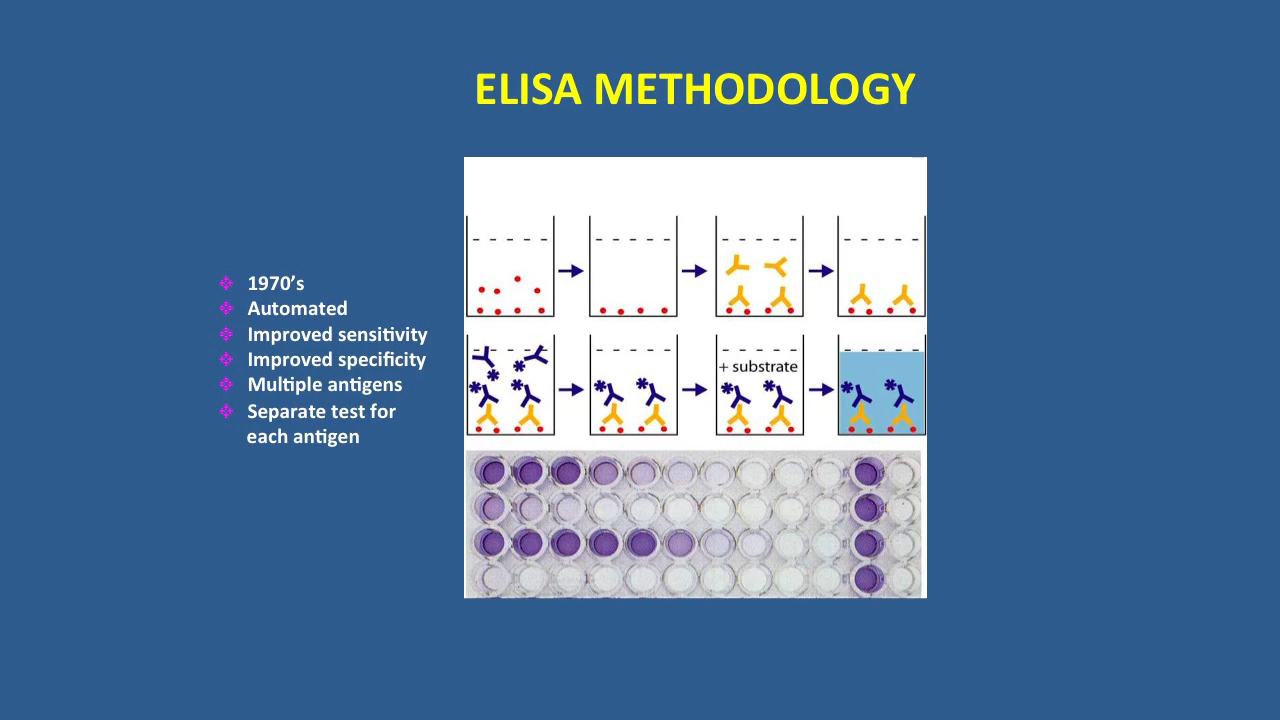 ELISA METHODOLOGY
1970’s
Automated
Improved sensitivity
Improved specificity
Multiple antigens
Separate test for
each antigen
+ substrate